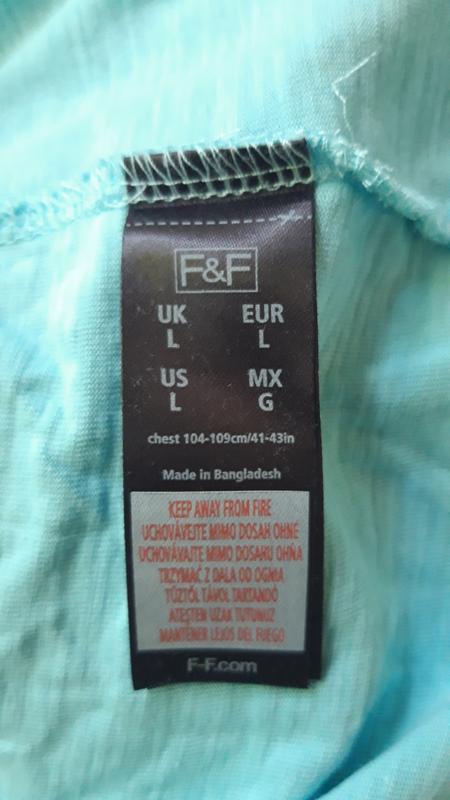 F&F
UK EUR
L L
US MX
L G
chest 104-109cm/41-43in
Made in Bangladesh
KEEP AWAY FROM FIRE
UCHOVÁVEJTE MIMO DOSAH OHNĚ
UCHOVÁVAJTE MIMO DOSAHU OHŇA
TRZYMAĆ Z DALA OD OGNIA
TŰZTŐL TÁVOL TARTANDÓ
ATEŞTEN UZAK TUTUNUZ
MANTENER LEJOS DEL FUEGO
F-F.com